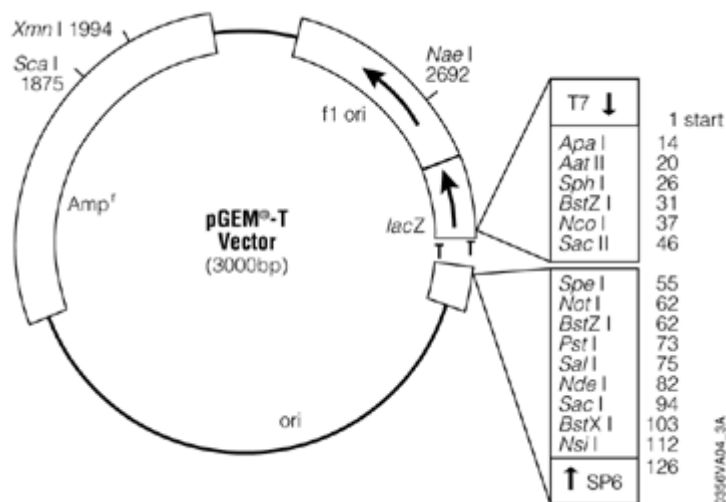 Xmn I 1994
Sca I
1875
Nae I
2692
f1 ori
Ampʳ
pGEM®-T
Vector
(3000bp)
lacZ
T T
ori
T7 ↓
1 start
Apa I 14
Aat II 20
Sph I 26
BstZ I 31
Nco I 37
Sac II 46
Spe I 55
Not I 62
BstZ I 62
Pst I 73
Sal I 75
Nde I 82
Sac I 94
BstX I 103
Nsi I 112
↑ SP6
126